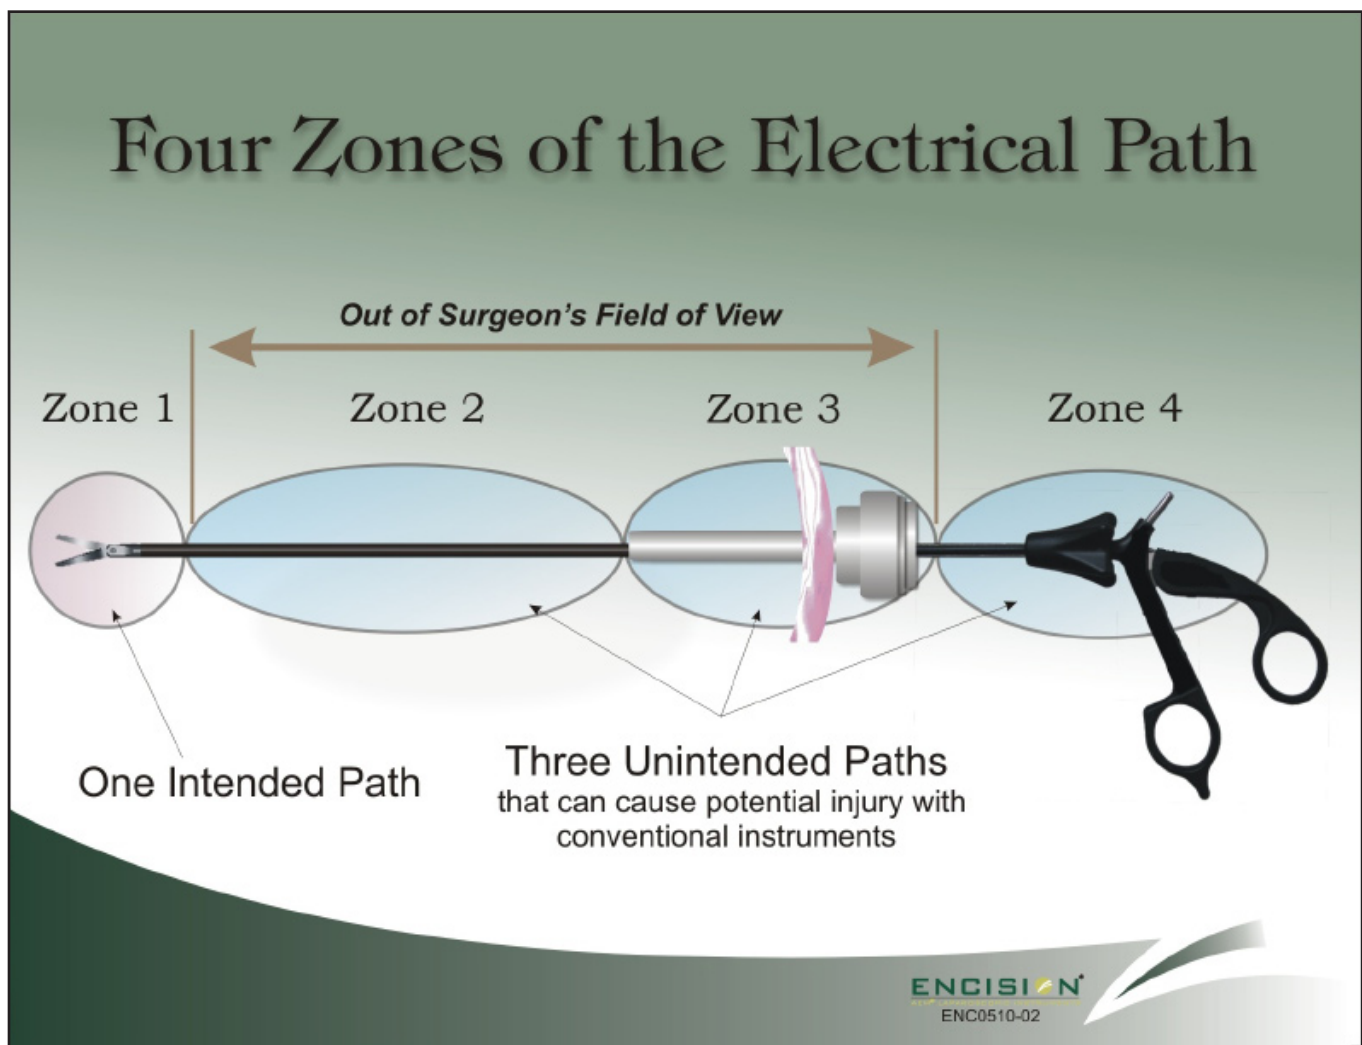 Four Zones of the Electrical Path
Out of Surgeon's Field of View
Zone 1
Zone 2
Zone 3
Zone 4
One Intended Path
Three Unintended Paths
that can cause potential injury with
conventional instruments
ENCISION
ENC0510-02